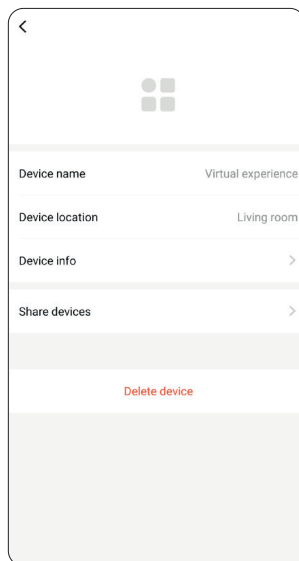 Device name Virtual experience
Device location Living room
Device info
Share devices
Delete device